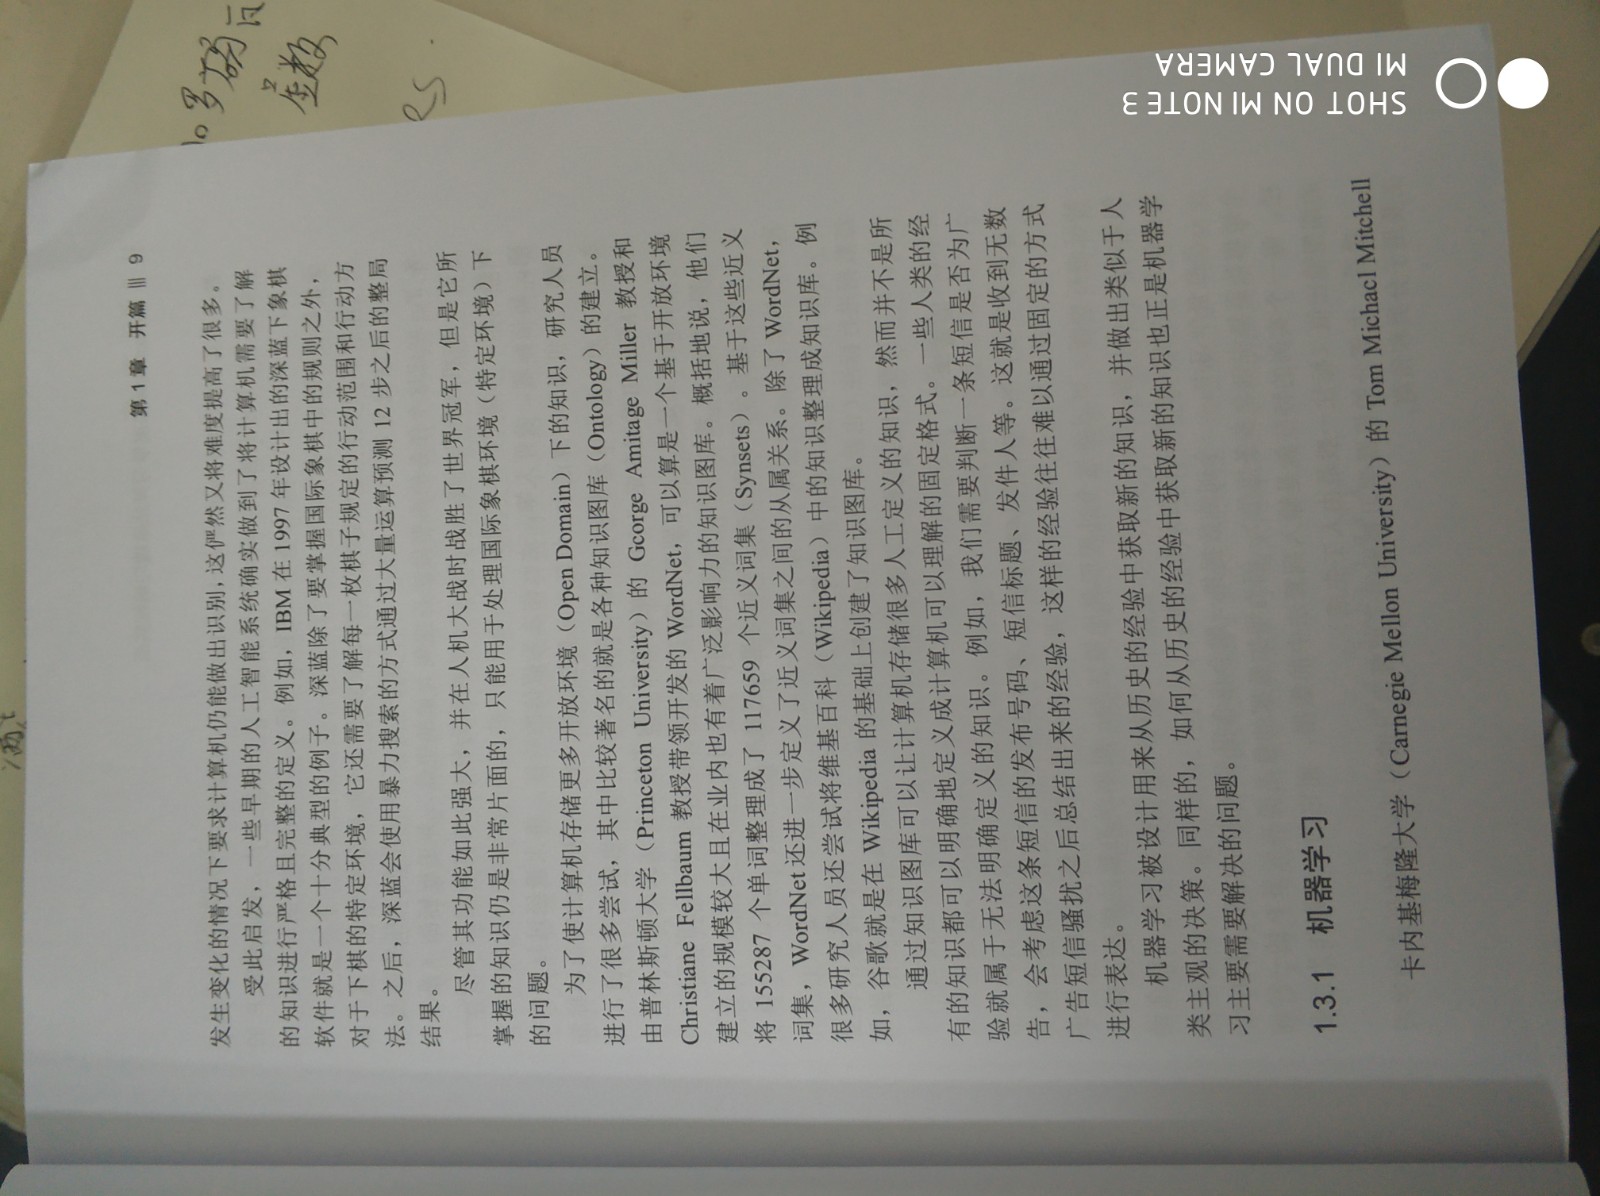 第1章 开篇 ||| 9
发生变化的情况下要求计算机仍能做出识别，这俨然又将难度提高了很多。
受此启发，一些早期的人工智能系统确实做到了将计算机需要了解
的知识进行严格且完整的定义。例如，IBM 在 1997 年设计出的深蓝下象棋
软件就是一个十分典型的例子。深蓝除了要掌握国际象棋中的规则之外，
对于下棋的特定环境，它还需要了解每一枚棋子规定的行动范围和行动方
法。之后，深蓝会使用暴力搜索的方式通过大量运算预测 12 步之后的整局
结果。
尽管其功能如此强大，并在人机大战时战胜了世界冠军，但是它所
掌握的知识仍是非常片面的，只能用于处理国际象棋环境（特定环境）下
的问题。
为了使计算机存储更多开放环境（Open Domain）下的知识，研究人员
进行了很多尝试，其中比较著名的就是各种知识图库（Ontology）的建立。
由普林斯顿大学（Princeton University）的 George Amitage Miller 教授和
Christiane Fellbaum 教授带领开发的 WordNet，可以算是一个基于开放环境
建立的规模较大且在业内也有着广泛影响力的知识图库。概括地说，他们
将 155287 个单词整理成了 117659 个近义词集（Synsets）。基于这些近义
词集，WordNet 还进一步定义了近义词集之间的从属关系。除了 WordNet，
很多研究人员还尝试将维基百科（Wikipedia）中的知识整理成知识库。例
如，谷歌就是在 Wikipedia 的基础上创建了知识图库。
通过知识图库可以让计算机存储很多人工定义的知识，然而并不是所
有的知识都可以明确地定义成计算机可以理解的固定格式。一些人类的经
验就属于无法明确定义的知识。例如，我们需要判断一条短信是否为广
告，会考虑这条短信的发布号码、短信标题、发件人等。这就是收到无数
广告短信骚扰之后总结出来的经验，这样的经验往往难以通过固定的方式
进行表达。
机器学习被设计用来从历史的经验中获取新的知识，并做出类似于人
类主观的决策。同样的，如何从历史的经验中获取新的知识也正是机器学
习主要需要解决的问题。
1.3.1 机器学习
卡内基梅隆大学（Carnegie Mellon University）的 Tom Michacl Mitchell
SHOT ON MI NOTE 3
MI DUAL CAMERA